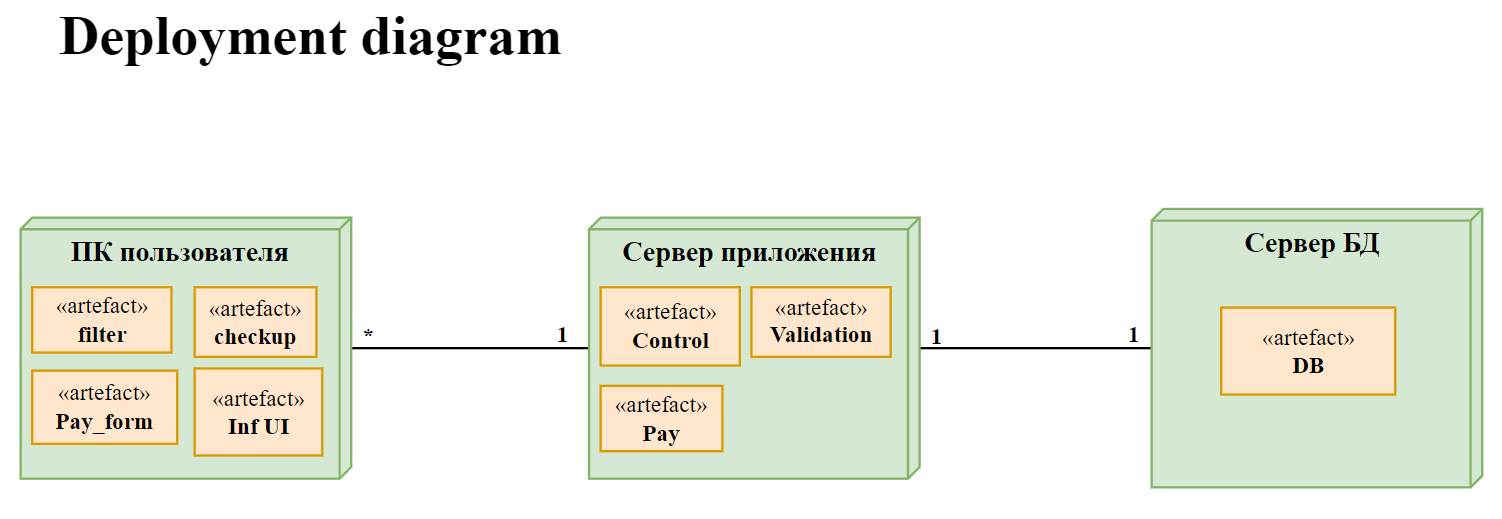 Deployment diagram
ПК пользователя
«artefact»
filter
«artefact»
checkup
«artefact»
Pay_form
«artefact»
Inf UI
*
1
Сервер приложения
«artefact»
Control
«artefact»
Validation
«artefact»
Pay
1
1
Сервер БД
«artefact»
DB